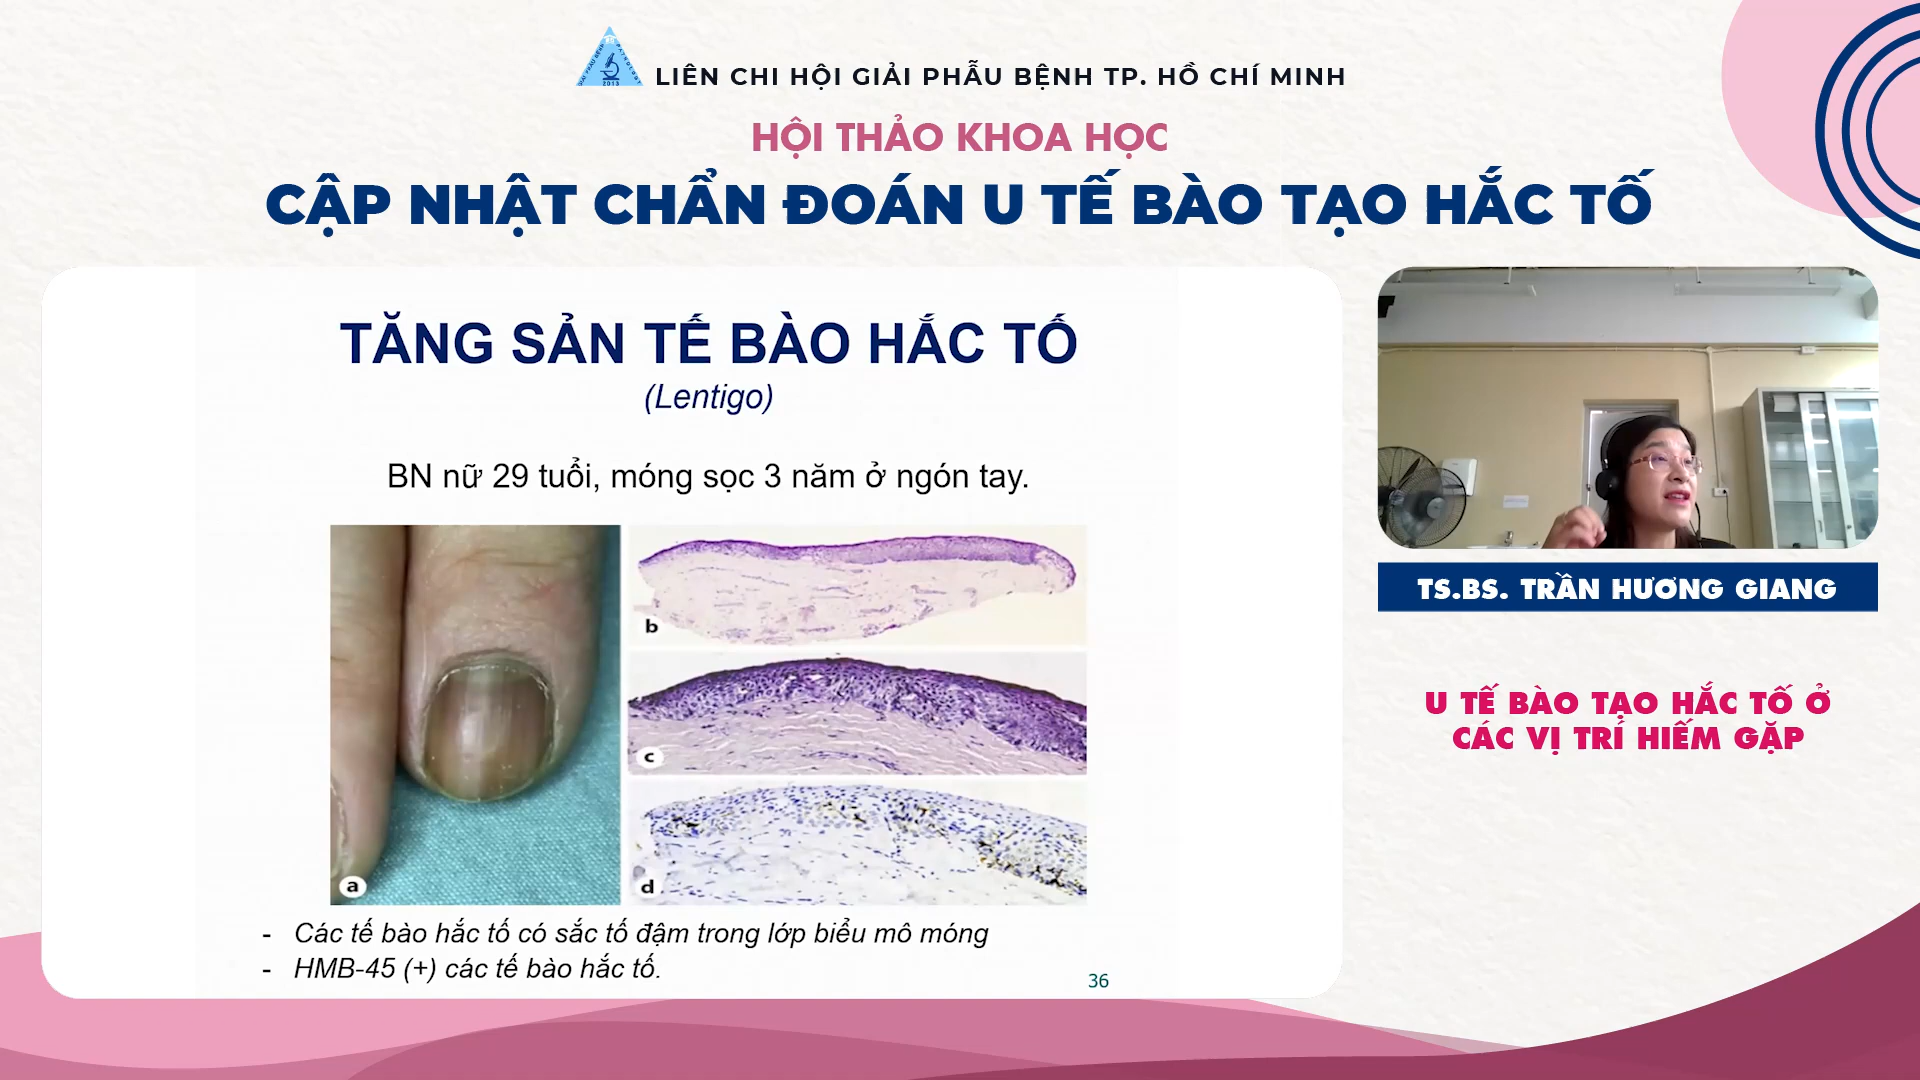 LIÊN CHI HỘI GIẢI PHẪU BỆNH TP. HỒ CHÍ MINH
HỘI THẢO KHOA HỌC
CẬP NHẬT CHẨN ĐOÁN U TẾ BÀO TẠO HẮC TỐ
TĂNG SẢN TẾ BÀO HẮC TỐ
(Lentigo)
BN nữ 29 tuổi, móng sọc 3 năm ở ngón tay.
a
b
c
d
- Các tế bào hắc tố có sắc tố đậm trong lớp biểu mô móng
- HMB-45 (+) các tế bào hắc tố.
36
TS.BS. TRẦN HƯƠNG GIANG
U TẾ BÀO TẠO HẮC TỐ Ở
CÁC VỊ TRÍ HIẾM GẶP